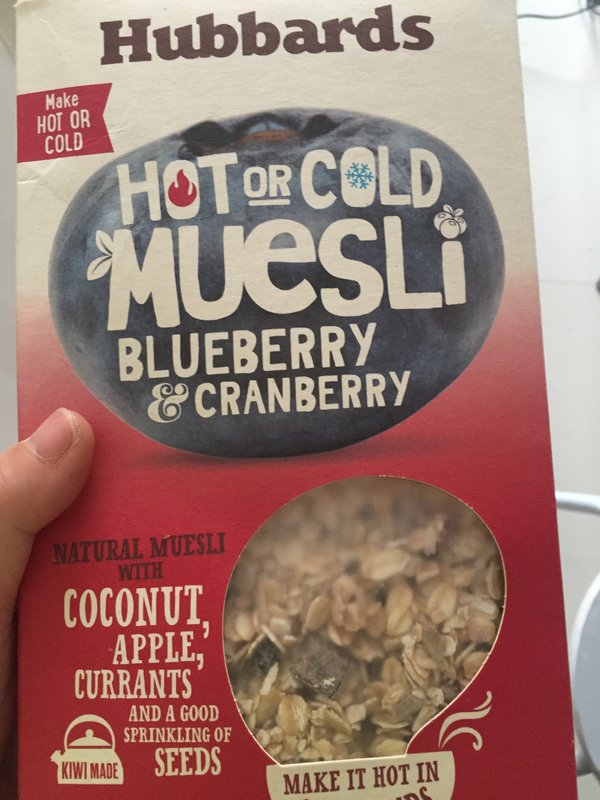 Hubbards
Make
HOT OR
COLD
HOT OR COLD
MUesLi
BLUEBERRY
& CRANBERRY
NATURAL MUESLI
WITH
COCONUT,
APPLE,
CURRANTS
AND A GOOD
SPRINKLING OF
SEEDS
KIWI MADE
MAKE IT HOT IN